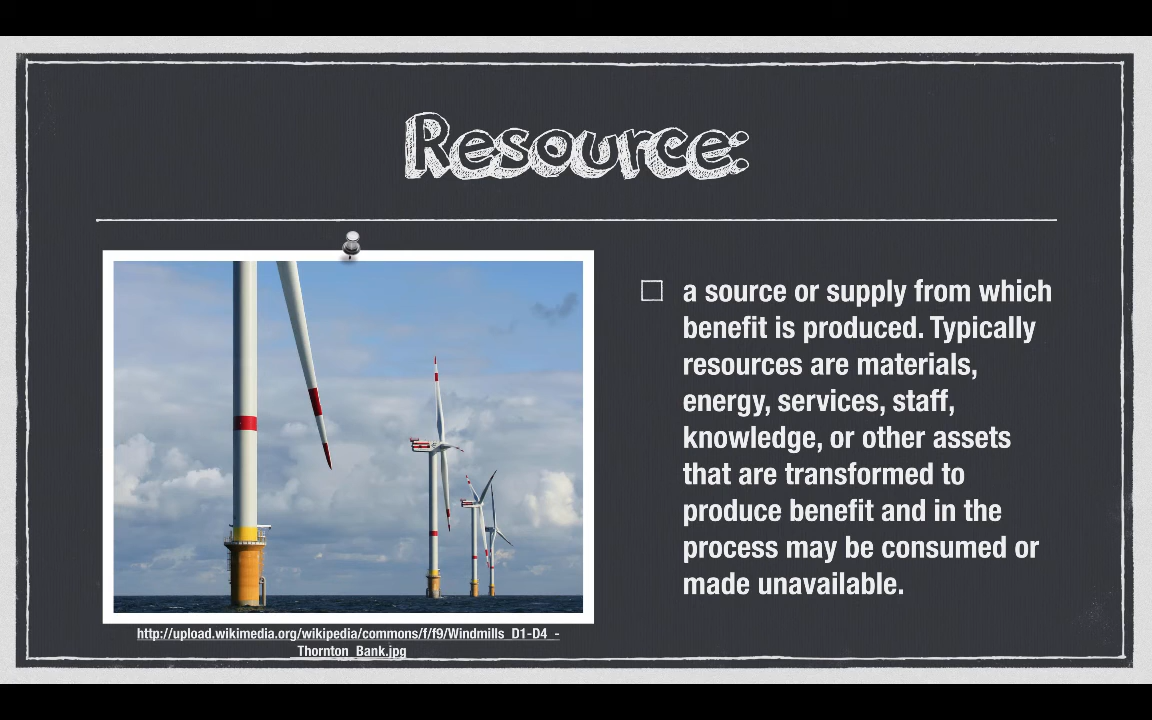 Resource:
a source or supply from which
benefit is produced. Typically
resources are materials,
energy, services, staff,
knowledge, or other assets
that are transformed to
produce benefit and in the
process may be consumed or
made unavailable.
http://upload.wikimedia.org/wikipedia/commons/f/f9/Windmills_D1-D4_-
_Thornton_Bank.jpg